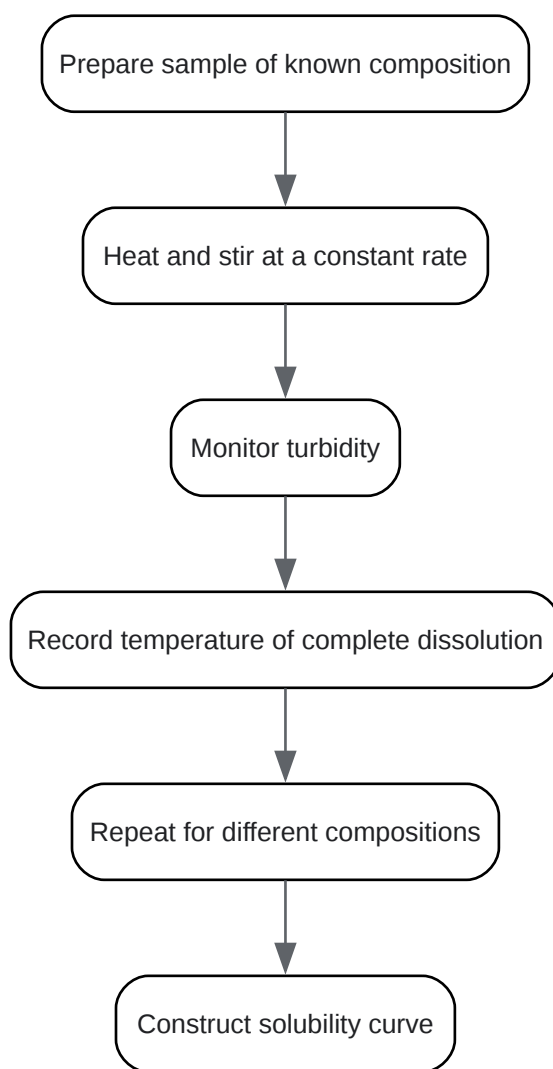 Prepare sample of known composition
Heat and stir at a constant rate
Monitor turbidity
Record temperature of complete dissolution
Repeat for different compositions
Construct solubility curve